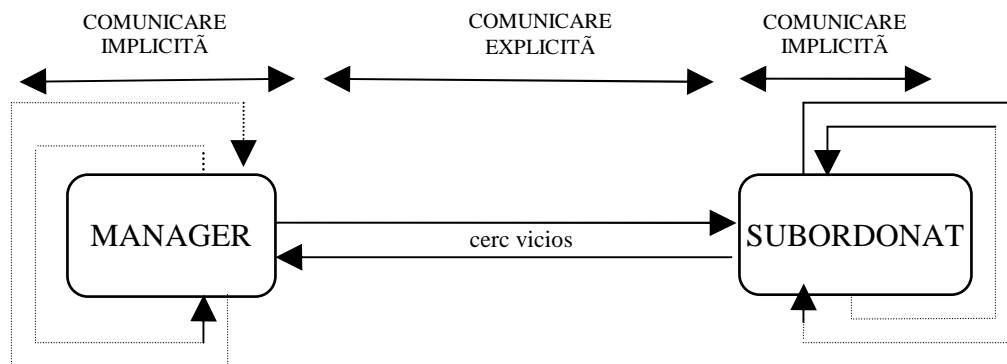 COMUNICARE
IMPLICITÃ
COMUNICARE
EXPLICITÃ
COMUNICARE
IMPLICITÃ
MANAGER
cerc vicios
SUBORDONAT